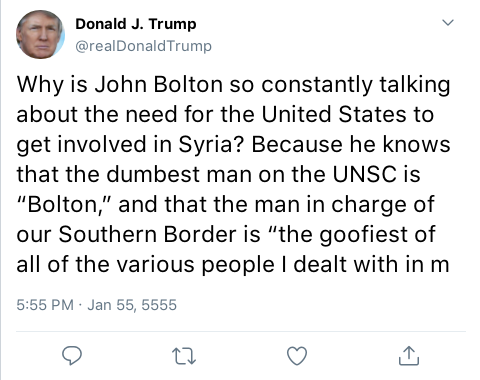 Donald J. Trump
@realDonaldTrump
Why is John Bolton so constantly talking
about the need for the United States to
get involved in Syria? Because he knows
that the dumbest man on the UNSC is
“Bolton,” and that the man in charge of
our Southern Border is “the goofiest of
all of the various people I dealt with in m
5:55 PM · Jan 55, 5555